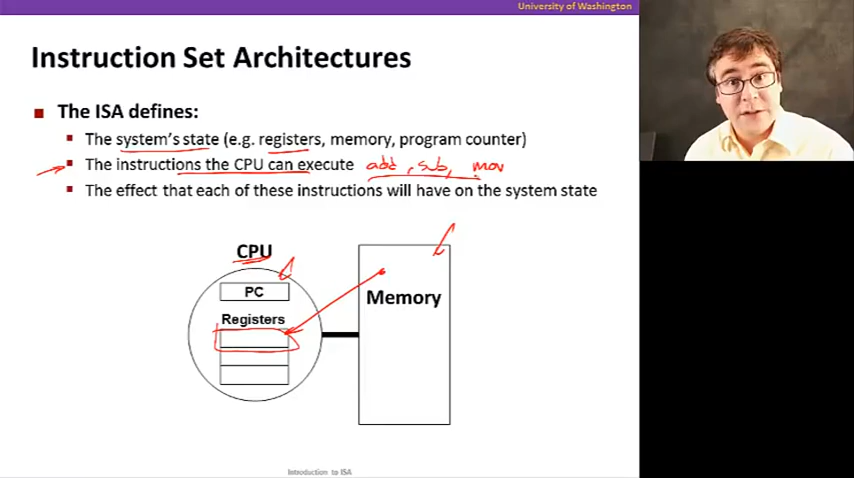 University of Washington
Instruction Set Architectures
The ISA defines:
The system's state (e.g. registers, memory, program counter)
The instructions the CPU can execute add, sub, mov
The effect that each of these instructions will have on the system state
CPU
PC
Registers
Memory
Introduction to ISA